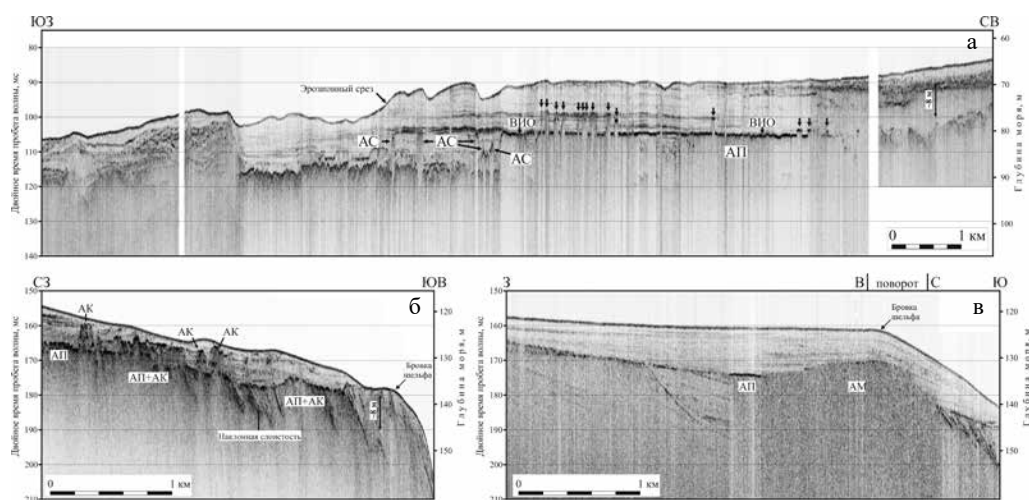 ЮЗ
СВ
а
Двойное время пробега волны, мс
80
90
100
110
120
130
140
Эрозионный срез
ВИО
ВИО
АС
АС
АС
АП
60
70
80
90
100
Глубина моря, м
0 1 км
СЗ
ЮВ
б
Двойное время пробега волны, мс
150
160
170
180
190
200
210
АК
АК
АК
АП
АП+АК
АП+АК
Наклонная слоистость
Бровка
шельфа
120
130
140
150
Глубина моря, м
0 1 км
З
В
поворот
С
Ю
в
Двойное время пробега волны, мс
150
160
170
180
190
200
210
Бровка
шельфа
АП
АМ
120
130
140
150
Глубина моря, м
0 1 км